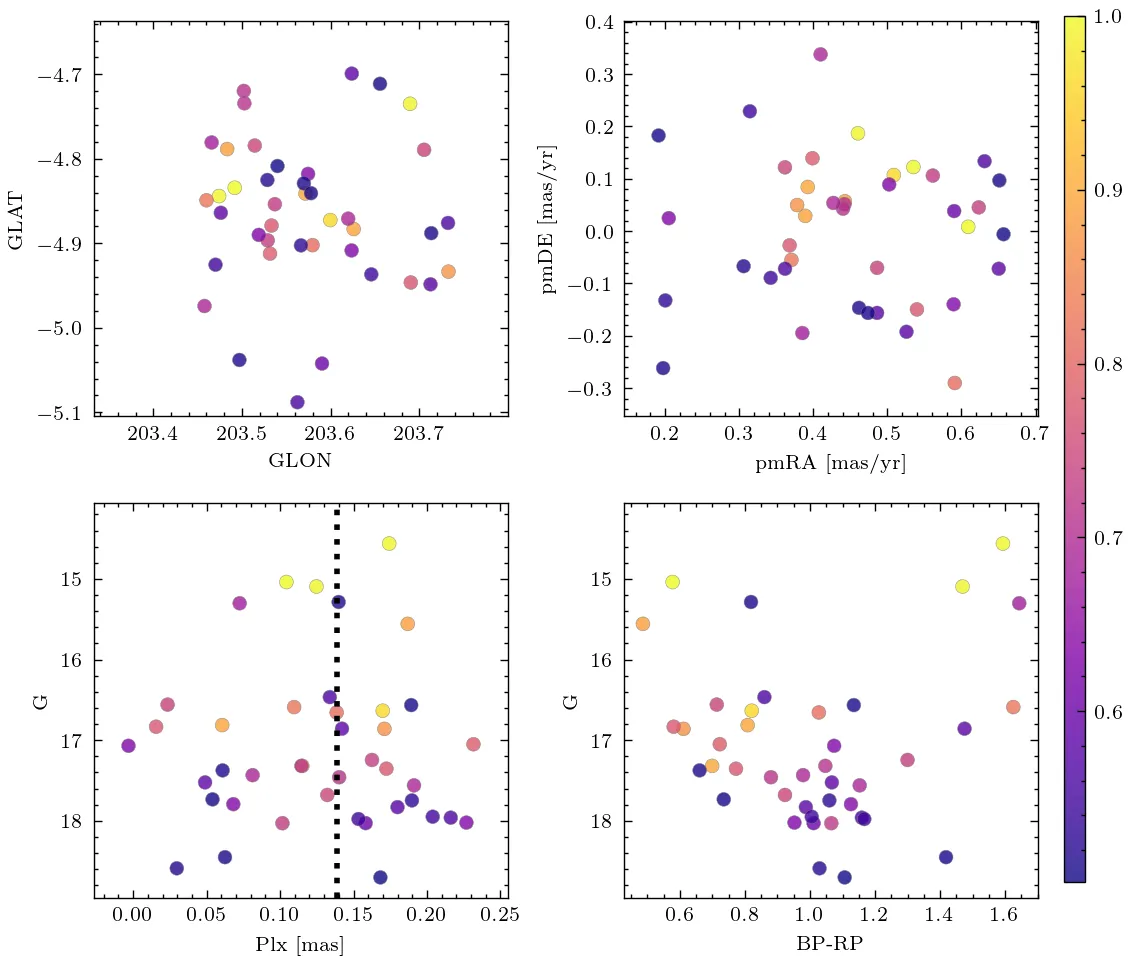 −4.7
−4.8
−4.9
−5.0
−5.1
GLAT
203.4 203.5 203.6 203.7
GLON
0.4
0.3
0.2
0.1
0.0
−0.1
−0.2
−0.3
pmDE [mas/yr]
0.2 0.3 0.4 0.5 0.6 0.7
pmRA [mas/yr]
15
16
17
18
G
0.00 0.05 0.10 0.15 0.20 0.25
Plx [mas]
15
16
17
18
G
0.6 0.8 1.0 1.2 1.4 1.6
BP-RP
1.0
0.9
0.8
0.7
0.6